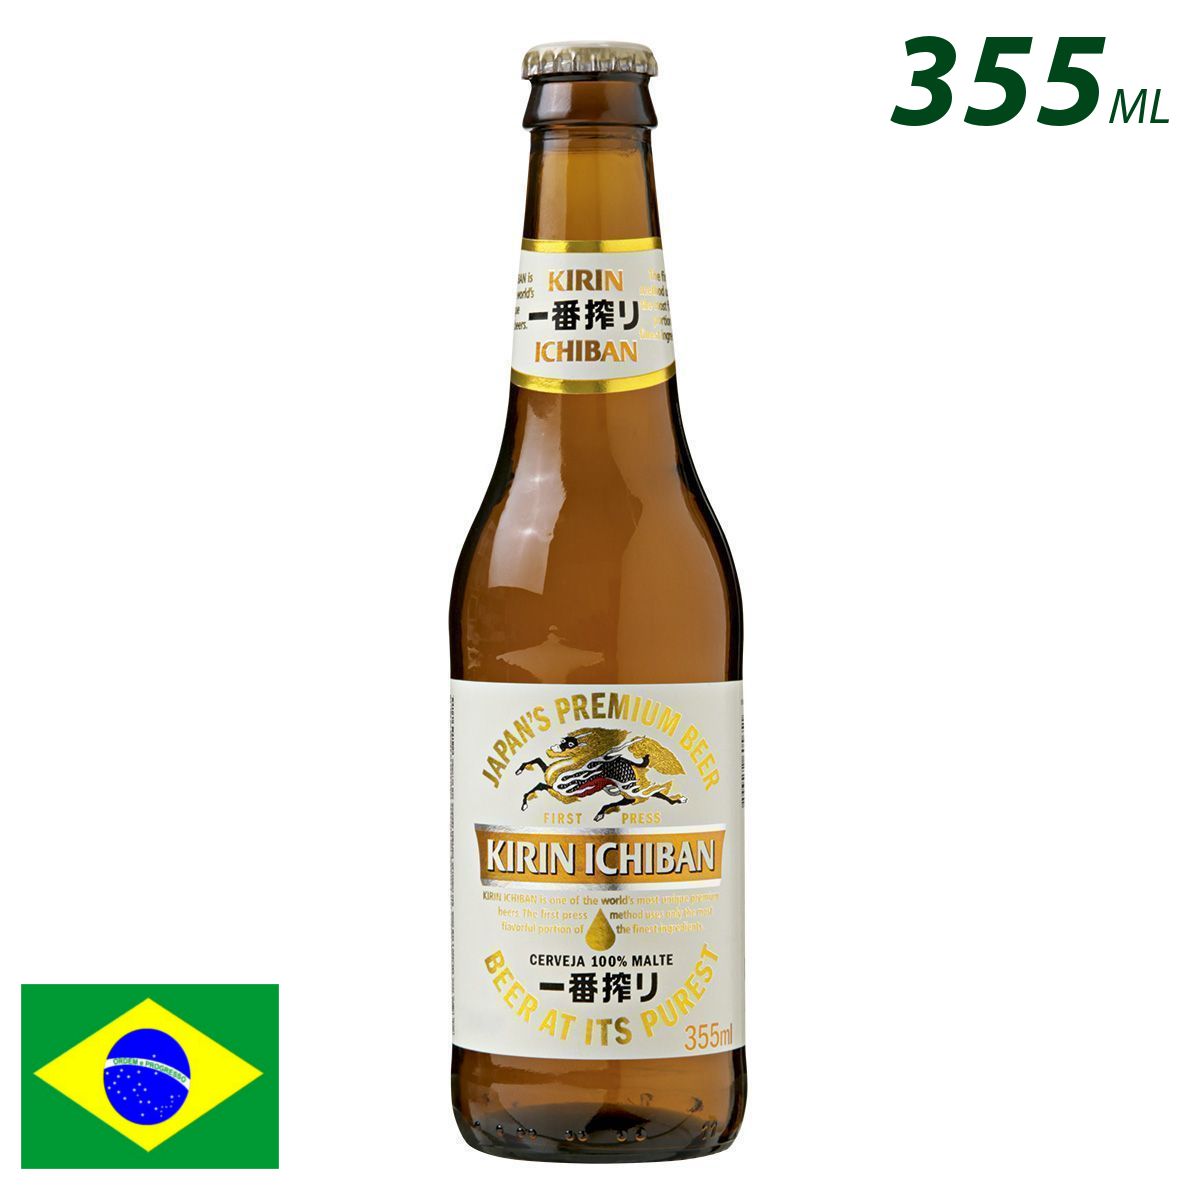 355 ML
KIRIN
一番搾り
ICHIBAN
JAPAN'S PREMIUM BEER
FIRST PRESS
KIRIN ICHIBAN
KIRIN ICHIBAN is one of the world's most unique premium
beers. The first press method uses only the most
flavorful portion of the finest ingredients.
CERVEJA 100% MALTE
一番搾り
BEER AT ITS PUREST
355ml
ORDEM E PROGRESSO